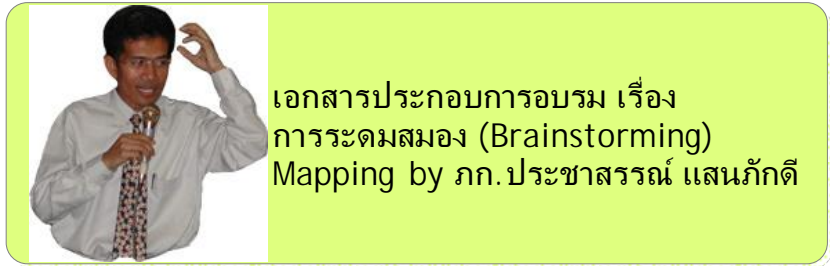 เอกสารประกอบการอบรม เรื่อง
การระดมสมอง (Brainstorming)
Mapping by ภก.ประชาสรรณ์ แสนภักดี